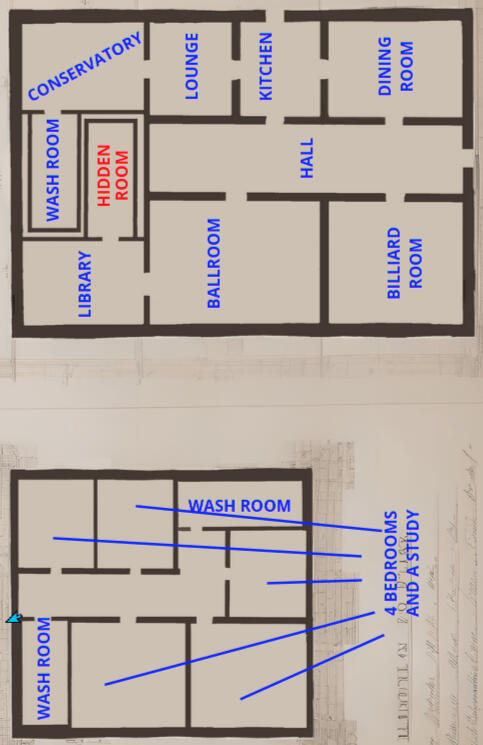 CONSERVATORY
LOUNGE
KITCHEN
DINING
ROOM
WASH ROOM
HIDDEN
ROOM
HALL
LIBRARY
BALLROOM
BILLIARD
ROOM
WASH ROOM
4 BEDROOMS
AND A STUDY
WASH ROOM